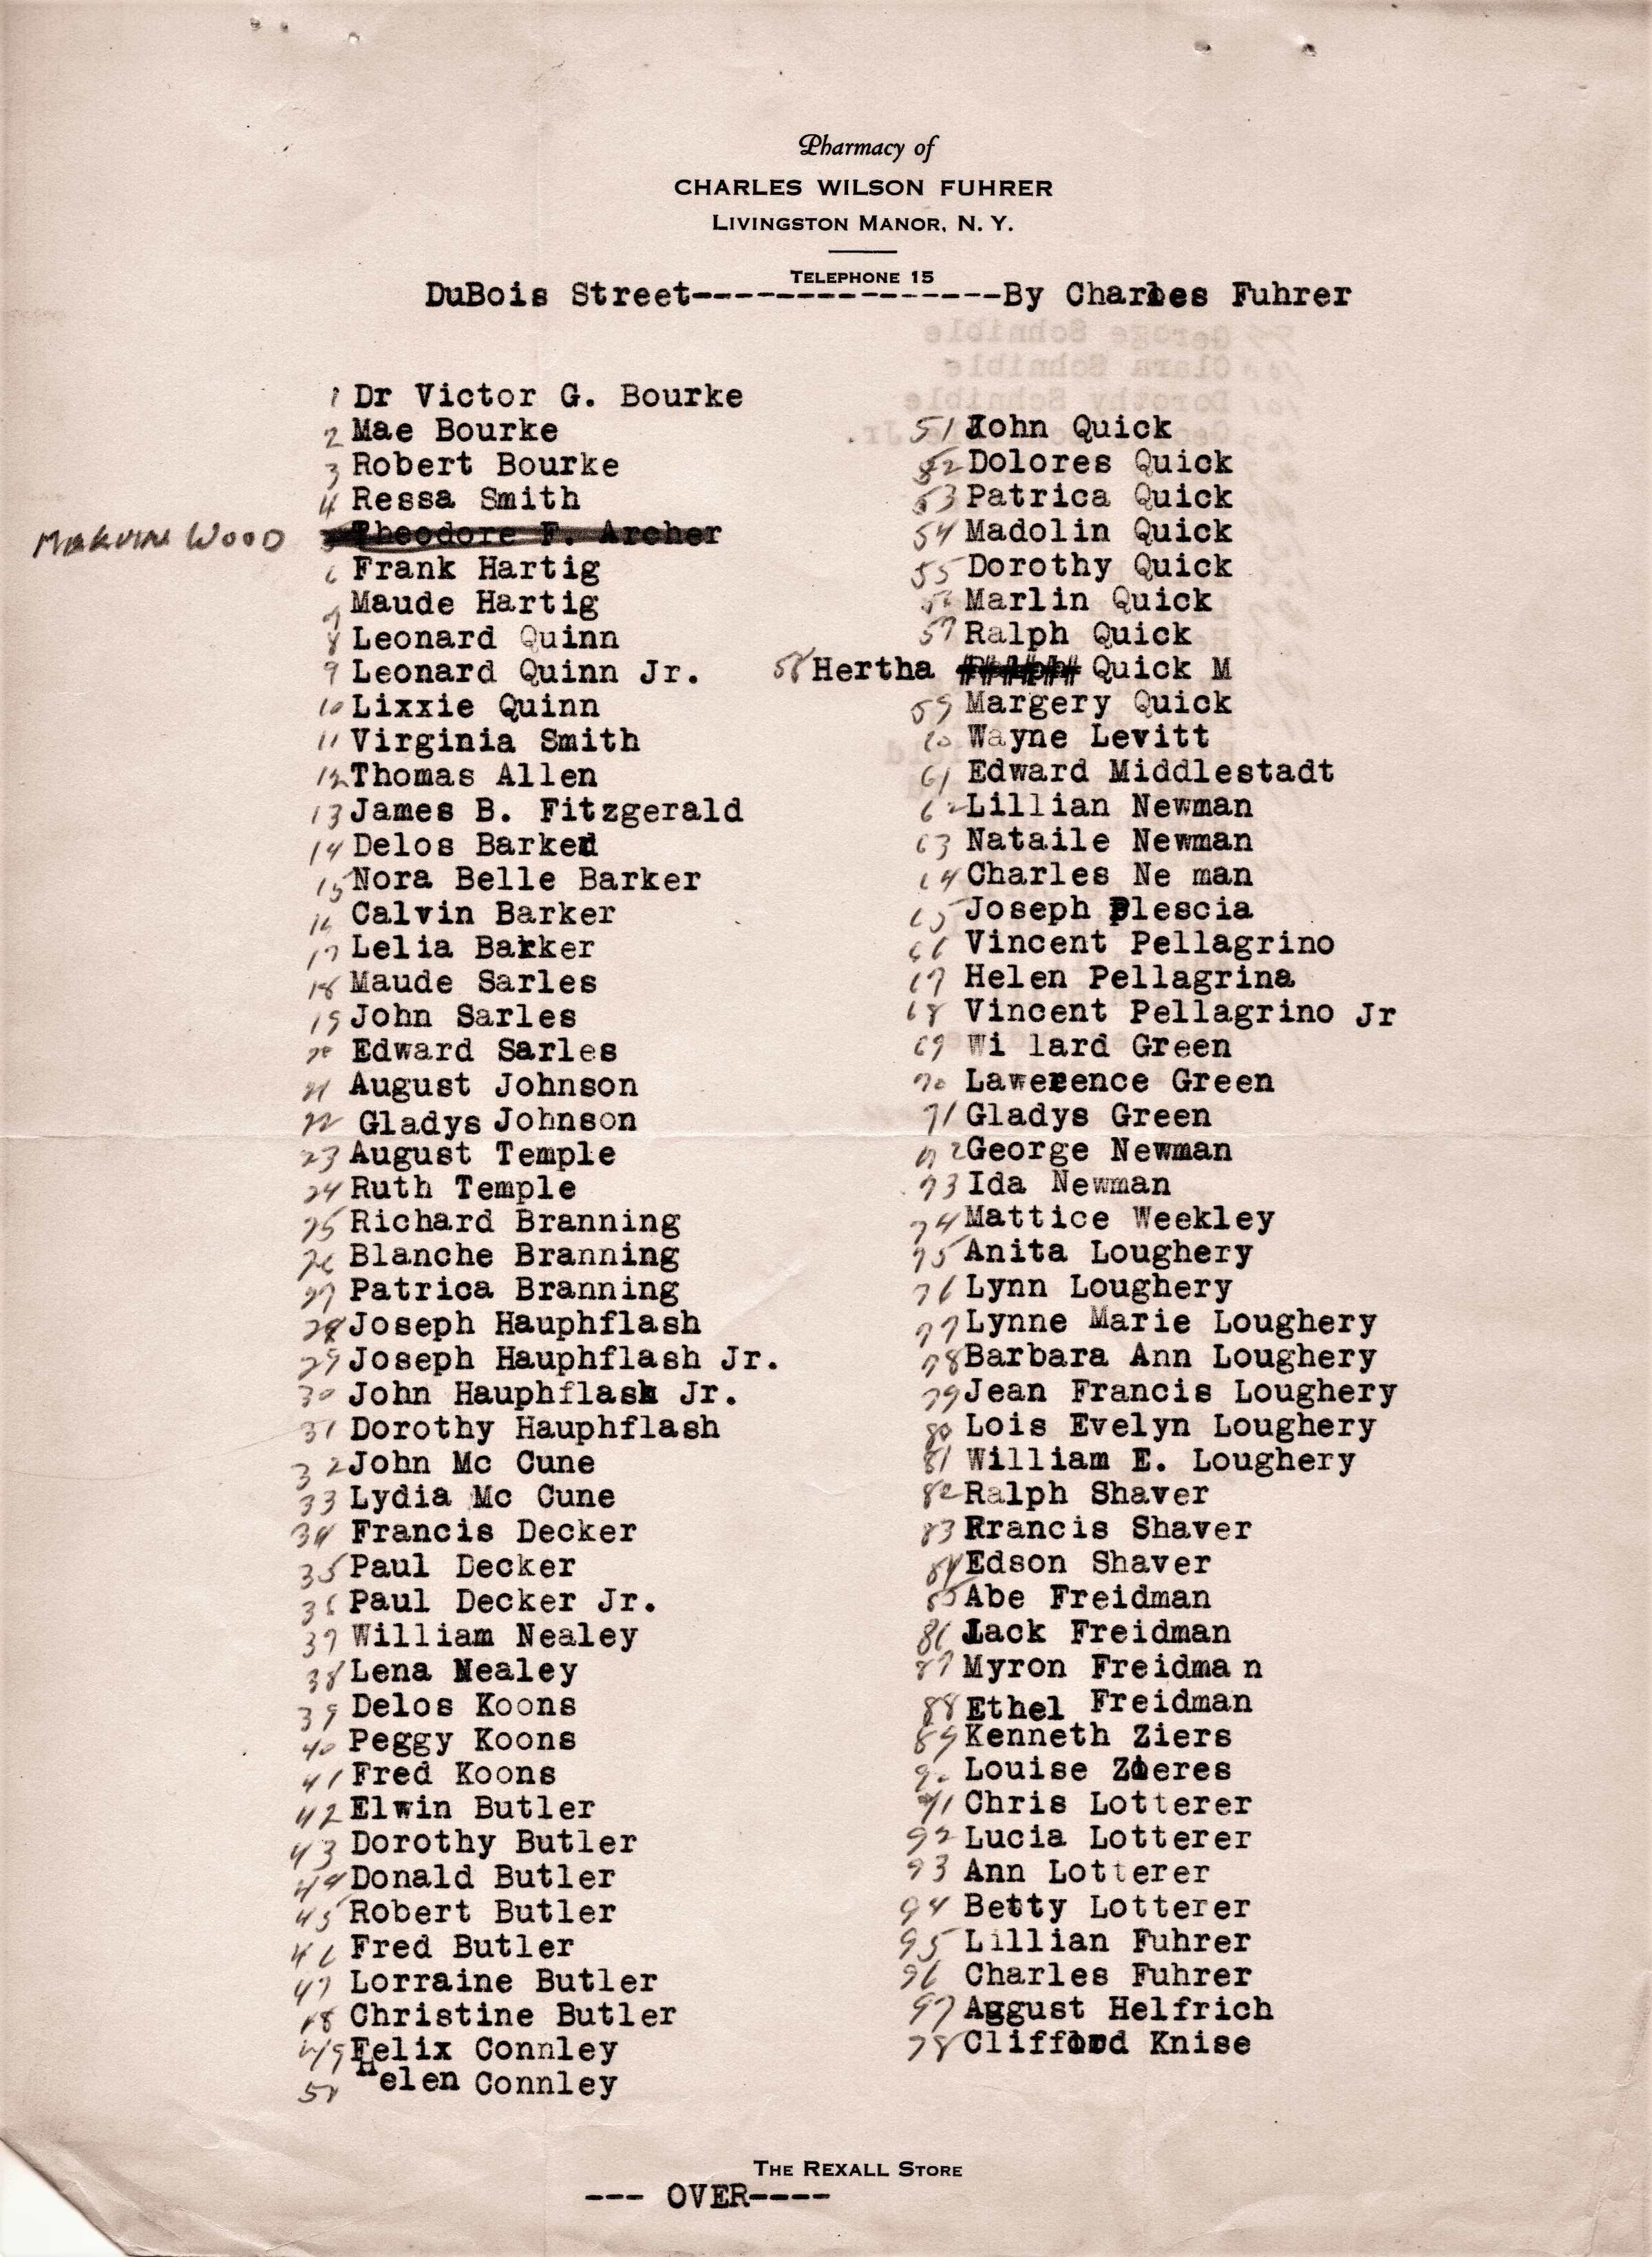 Pharmacy of
CHARLES WILSON FUHRER
LIVINGSTON MANOR, N. Y.
TELEPHONE 15
DuBois Street---------------By Charles Fuhrer
1 Dr Victor G. Bourke
2 Mae Bourke
3 Robert Bourke
4 Ressa Smith
MARVIN WOOD Theodore F. Archer
6 Frank Hartig
7 Maude Hartig
8 Leonard Quinn
9 Leonard Quinn Jr.
10 Lixxie Quinn
11 Virginia Smith
12 Thomas Allen
13 James B. Fitzgerald
14 Delos Barked
15 Nora Belle Barker
16 Calvin Barker
17 Lelia Barker
18 Maude Sarles
19 John Sarles
20 Edward Sarles
21 August Johnson
22 Gladys Johnson
23 August Temple
24 Ruth Temple
25 Richard Branning
26 Blanche Branning
27 Patrica Branning
28 Joseph Hauphflash
29 Joseph Hauphflash Jr.
30 John Hauphflash Jr.
31 Dorothy Hauphflash
32 John Mc Cune
33 Lydia Mc Cune
34 Francis Decker
35 Paul Decker
36 Paul Decker Jr.
37 William Nealey
38 Lena Nealey
39 Delos Koons
40 Peggy Koons
41 Fred Koons
42 Elwin Butler
43 Dorothy Butler
44 Donald Butler
45 Robert Butler
46 Fred Butler
47 Lorraine Butler
48 Christine Butler
49 Felix Connley
50 Helen Connley
51 John Quick
52 Dolores Quick
53 Patrica Quick
54 Madolin Quick
55 Dorothy Quick
56 Marlin Quick
57 Ralph Quick
58 Hertha ###### Quick M
59 Margery Quick
60 Wayne Levitt
61 Edward Middlestadt
62 Lillian Newman
63 Nataile Newman
64 Charles Ne man
65 Joseph Plescia
66 Vincent Pellagrino
67 Helen Pellagrina
68 Vincent Pellagrino Jr
69 Wi lard Green
70 Lawerence Green
71 Gladys Green
72 George Newman
73 Ida Newman
74 Mattice Weekley
75 Anita Loughery
76 Lynn Loughery
77 Lynne Marie Loughery
78 Barbara Ann Loughery
79 Jean Francis Loughery
80 Lois Evelyn Loughery
81 William E. Loughery
82 Ralph Shaver
83 Francis Shaver
84 Edson Shaver
85 Abe Freidman
86 Jack Freidman
87 Myron Freidma n
88 Ethel Freidman
89 Kenneth Ziers
90 Louise Zieres
91 Chris Lotterer
92 Lucia Lotterer
93 Ann Lotterer
94 Betty Lotterer
95 Lillian Fuhrer
96 Charles Fuhrer
97 Aggust Helfrich
98 Clifford Knise
THE REXALL STORE
--- OVER----